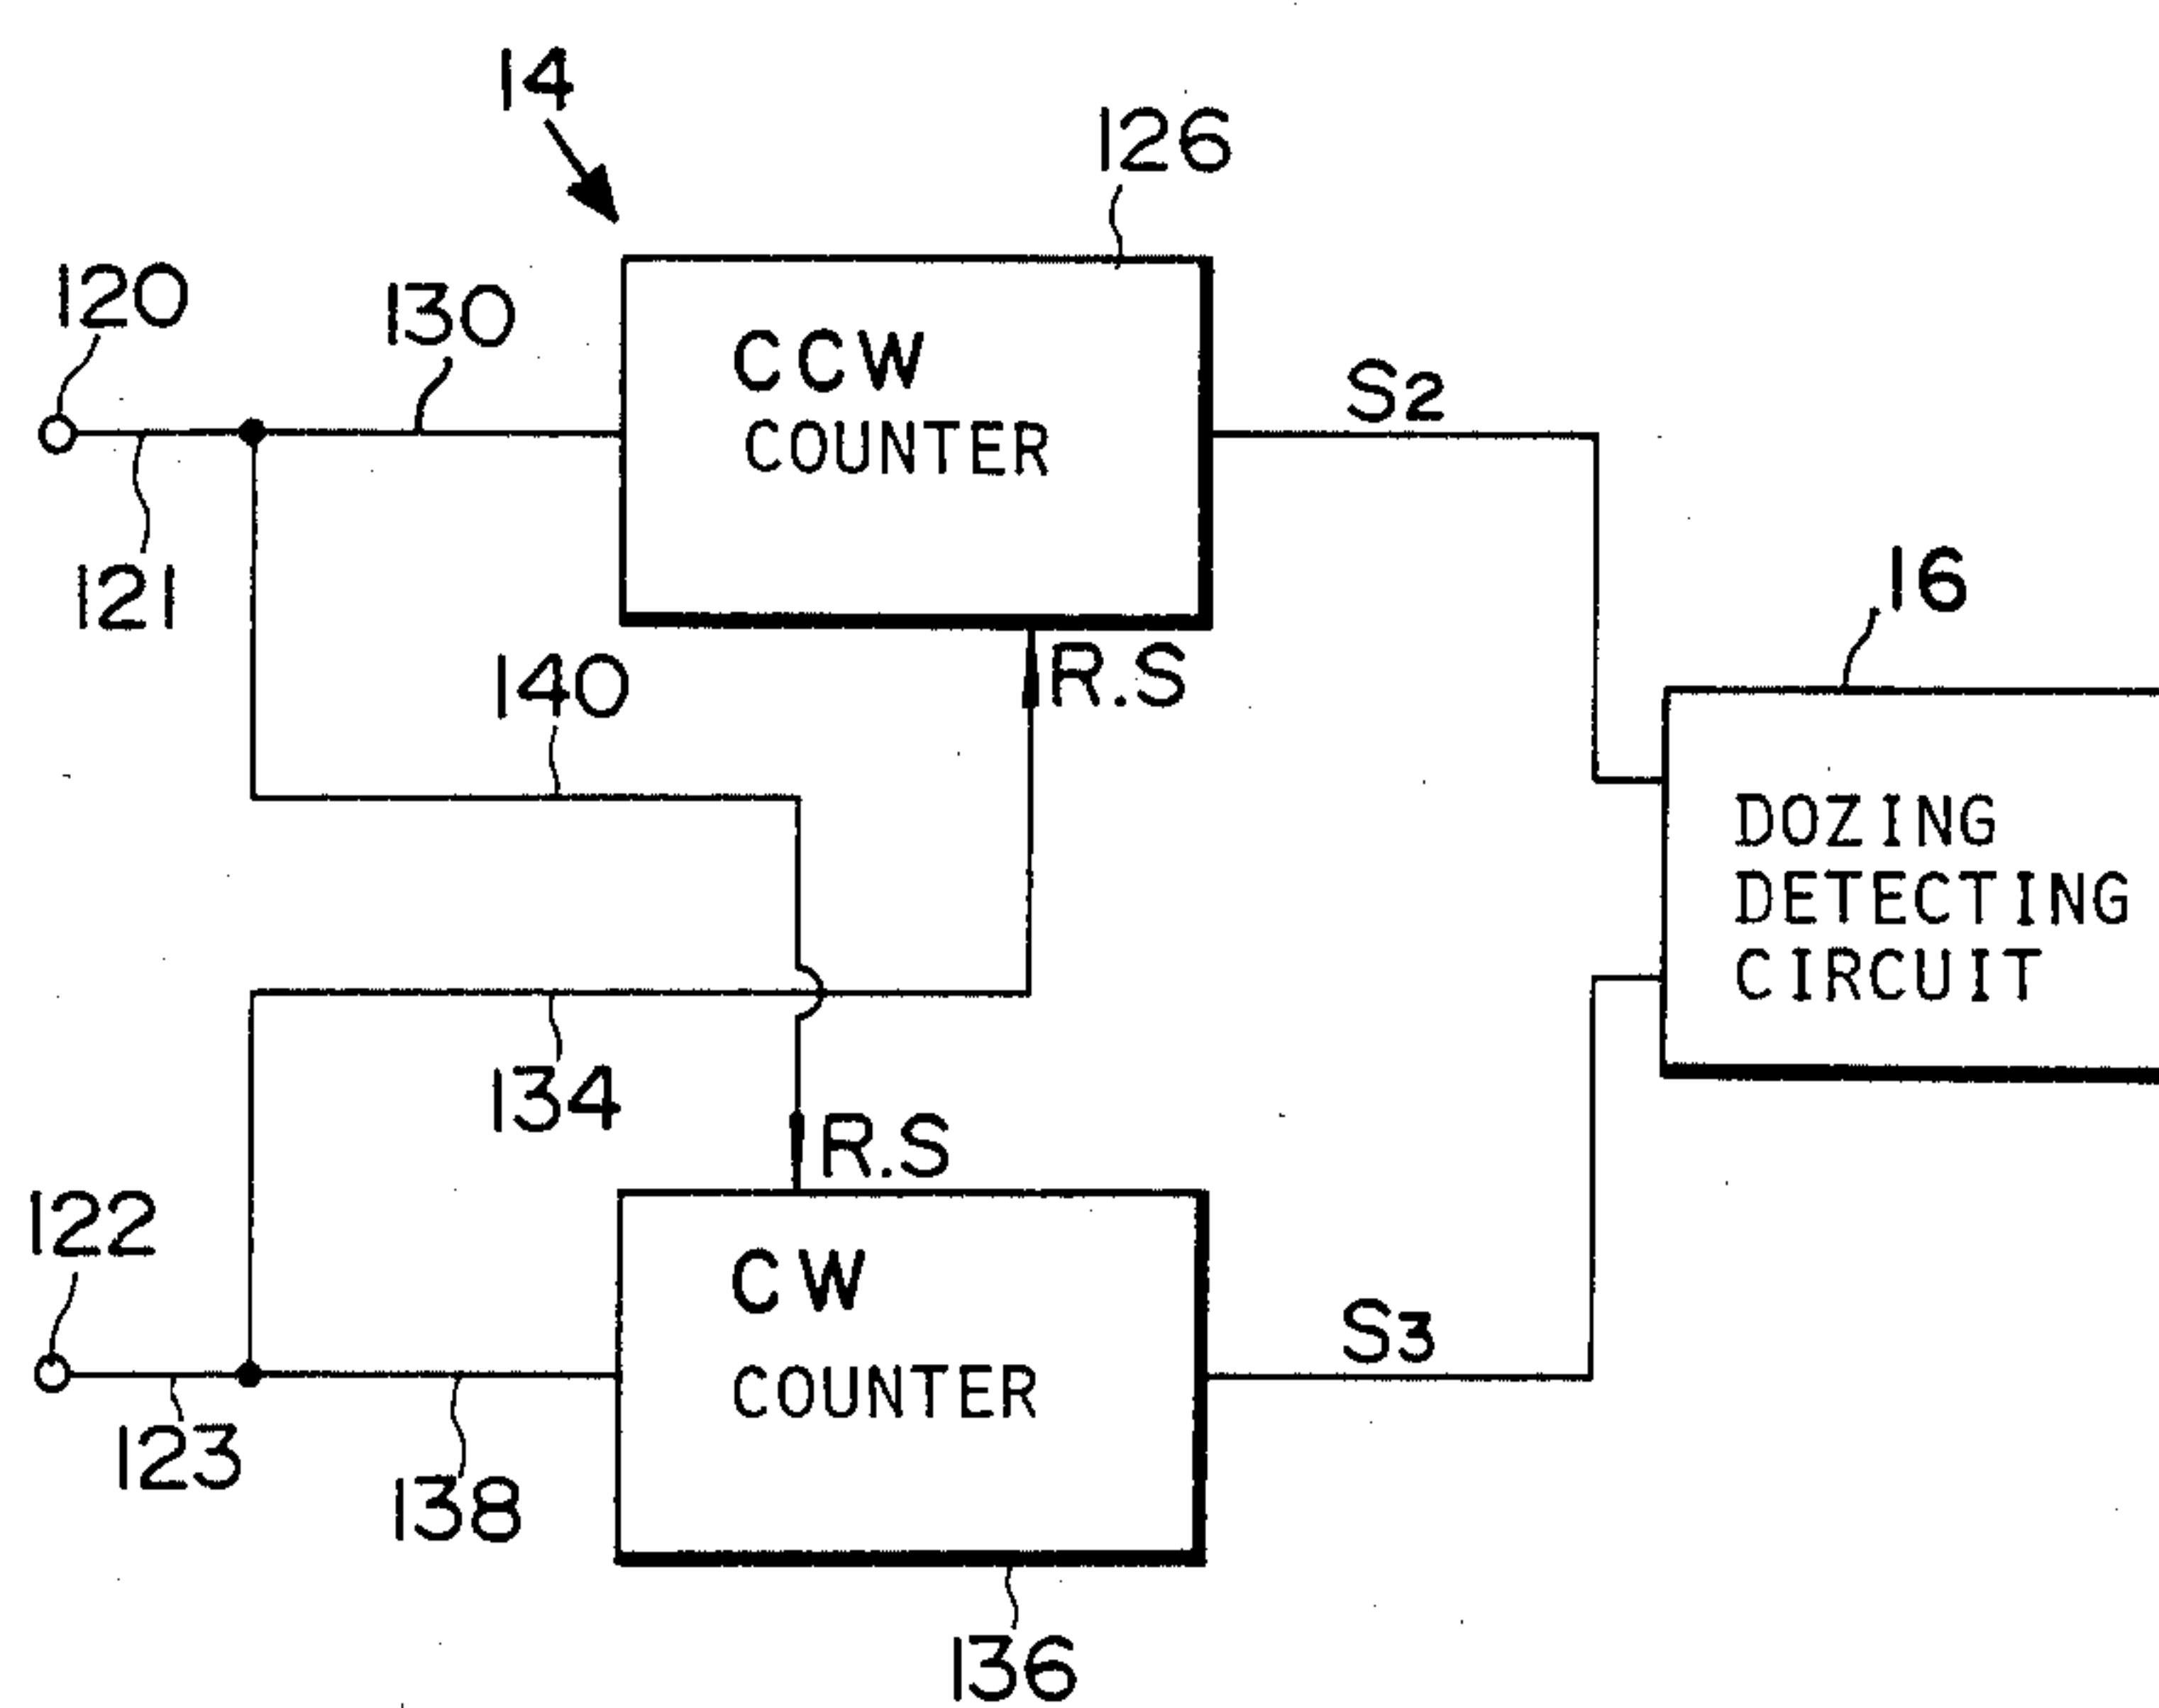 14
126
120
130
CCW
COUNTER
S2
121
16
140
R.S
DOZING
DETECTING
CIRCUIT
134
R.S
122
CW
COUNTER
S3
123
138
136